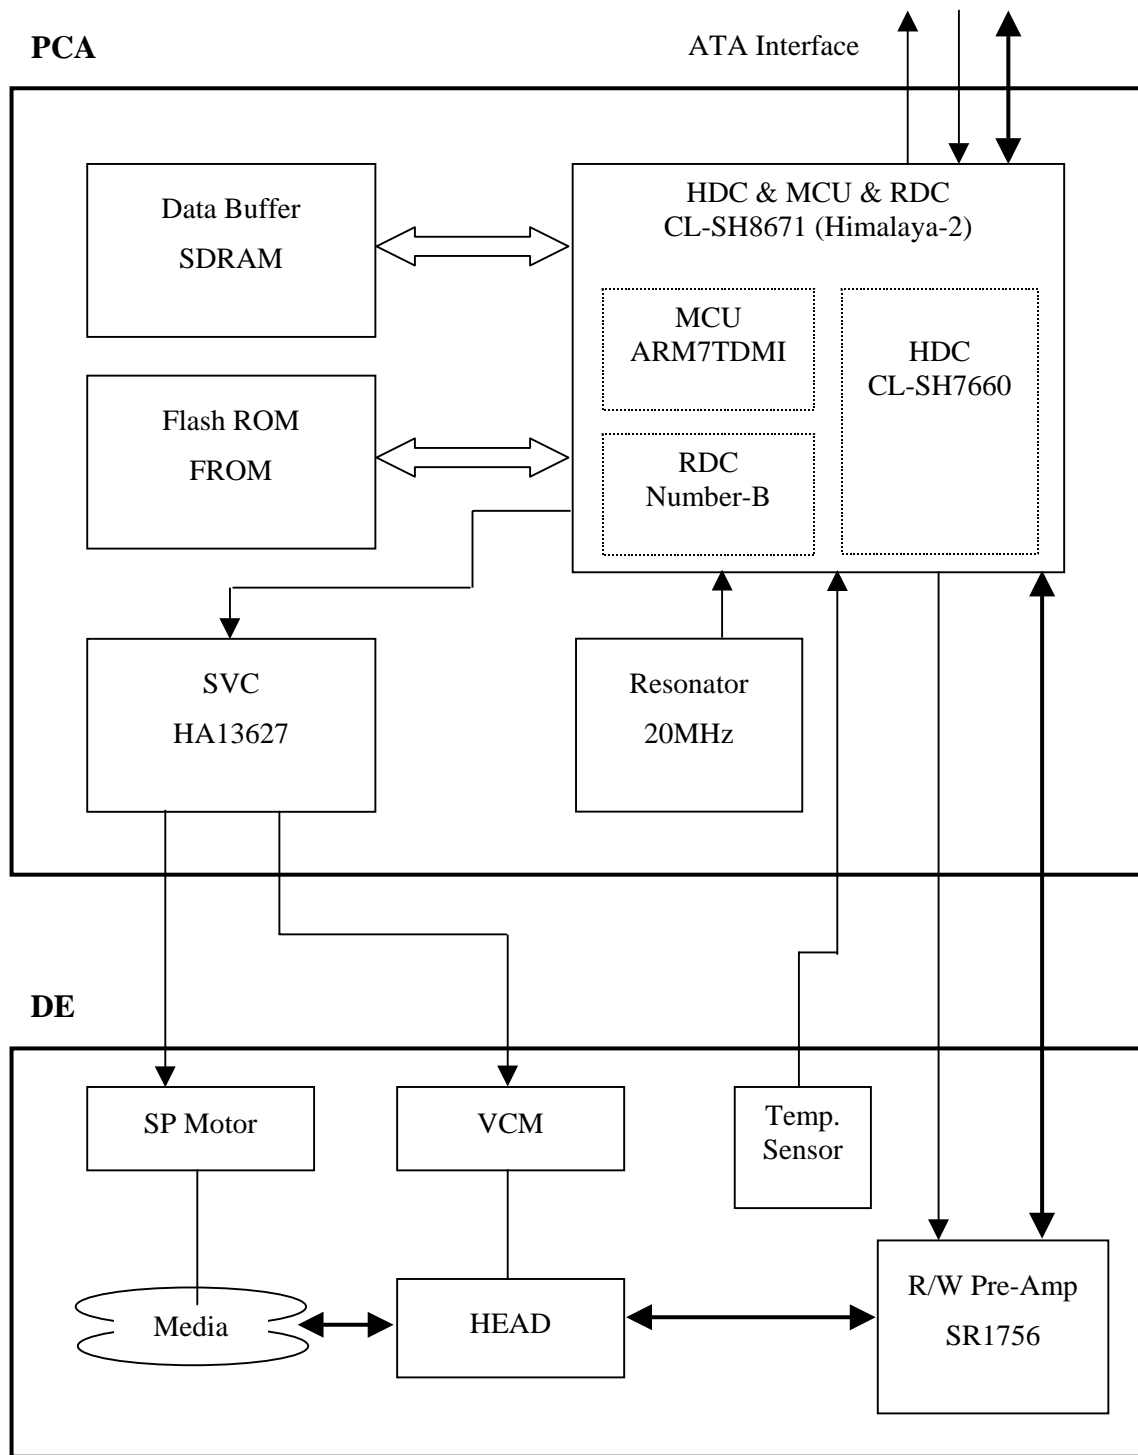 PCA
ATA Interface
Data Buffer
SDRAM
HDC & MCU & RDC
CL-SH8671 (Himalaya-2)
MCU
ARM7TDMI
HDC
CL-SH7660
Flash ROM
FROM
RDC
Number-B
SVC
HA13627
Resonator
20MHz
DE
SP Motor
VCM
Temp.
Sensor
Media
HEAD
R/W Pre-Amp
SR1756